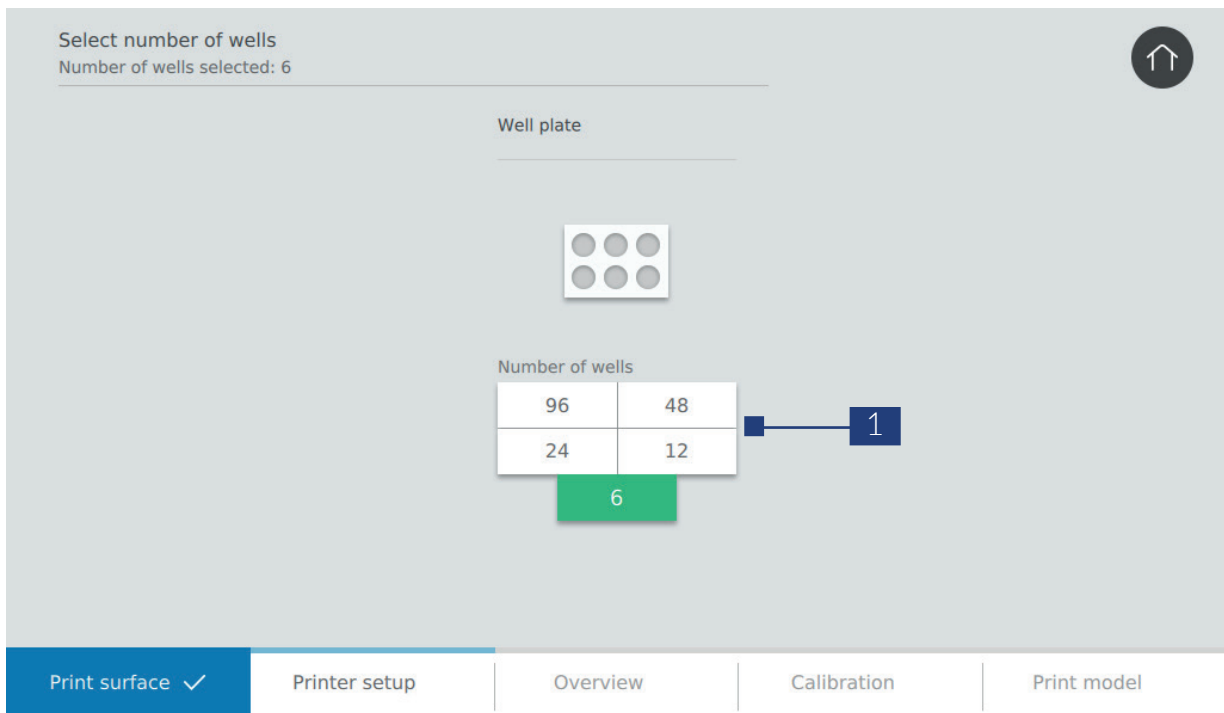 Select number of wells
Number of wells selected: 6
Well plate
Number of wells
96 48
24 12
6
1
Print surface Printer setup Overview Calibration Print model